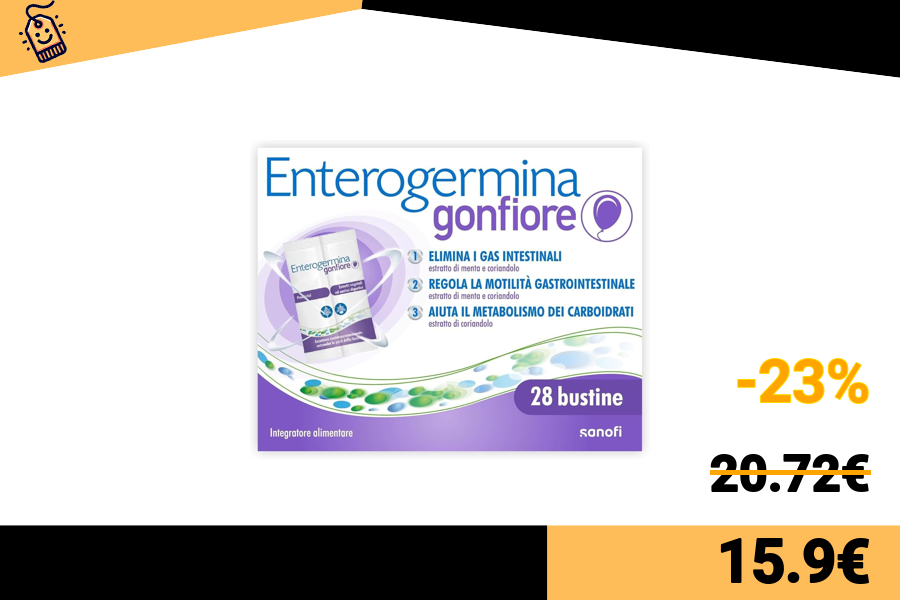 Enterogermina
gonfiore
1 ELIMINA I GAS INTESTINALI
estratto di menta e coriandolo
2 REGOLA LA MOTILITÀ GASTROINTESTINALE
estratto di menta e coriandolo
3 AIUTA IL METABOLISMO DEI CARBOIDRATI
estratto di coriandolo
Enterogermina
gonfiore
28 bustine
Integratore alimentare
sanofi
-23%
20.72€
15.9€